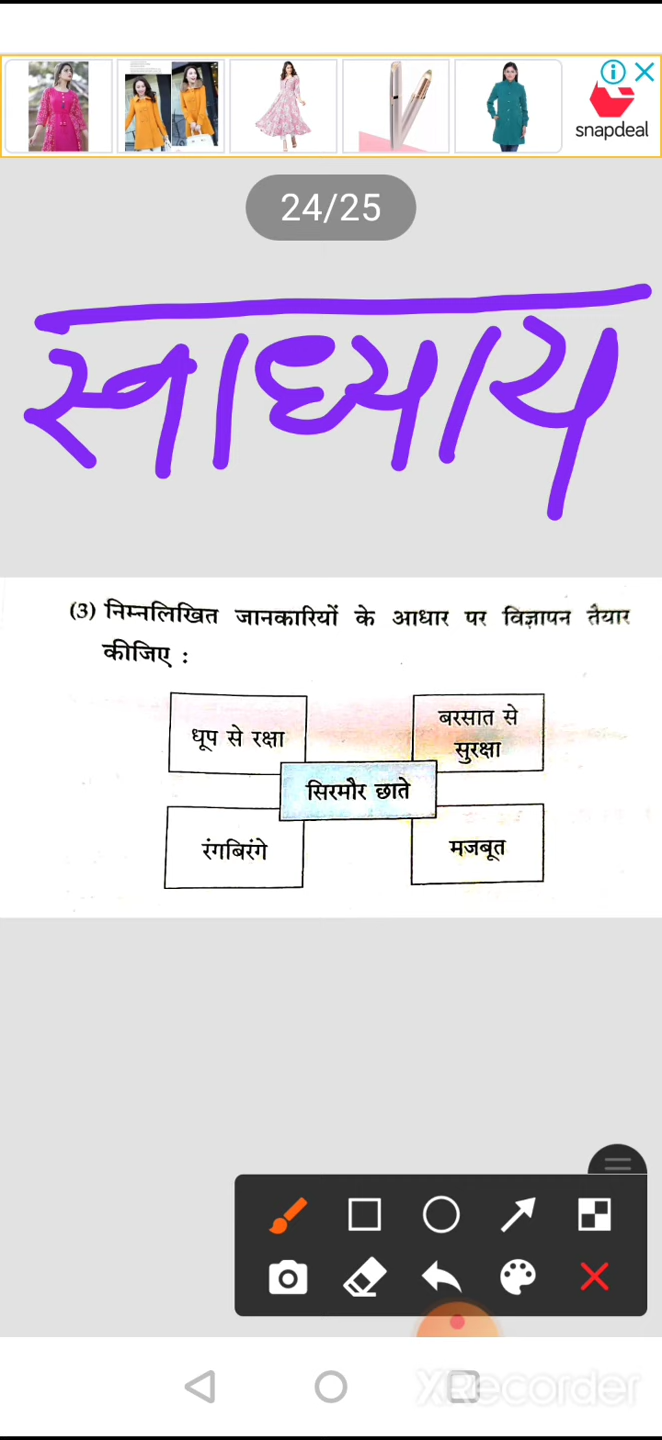 snapdeal
24/25
स्वाध्याय
(3) निम्नलिखित जानकारियों के आधार पर विज्ञापन तैयार
कीजिए :
धूप से रक्षा
बरसात से
सुरक्षा
सिरमौर छाते
रंगबिरंगे
मजबूत
XRecorder